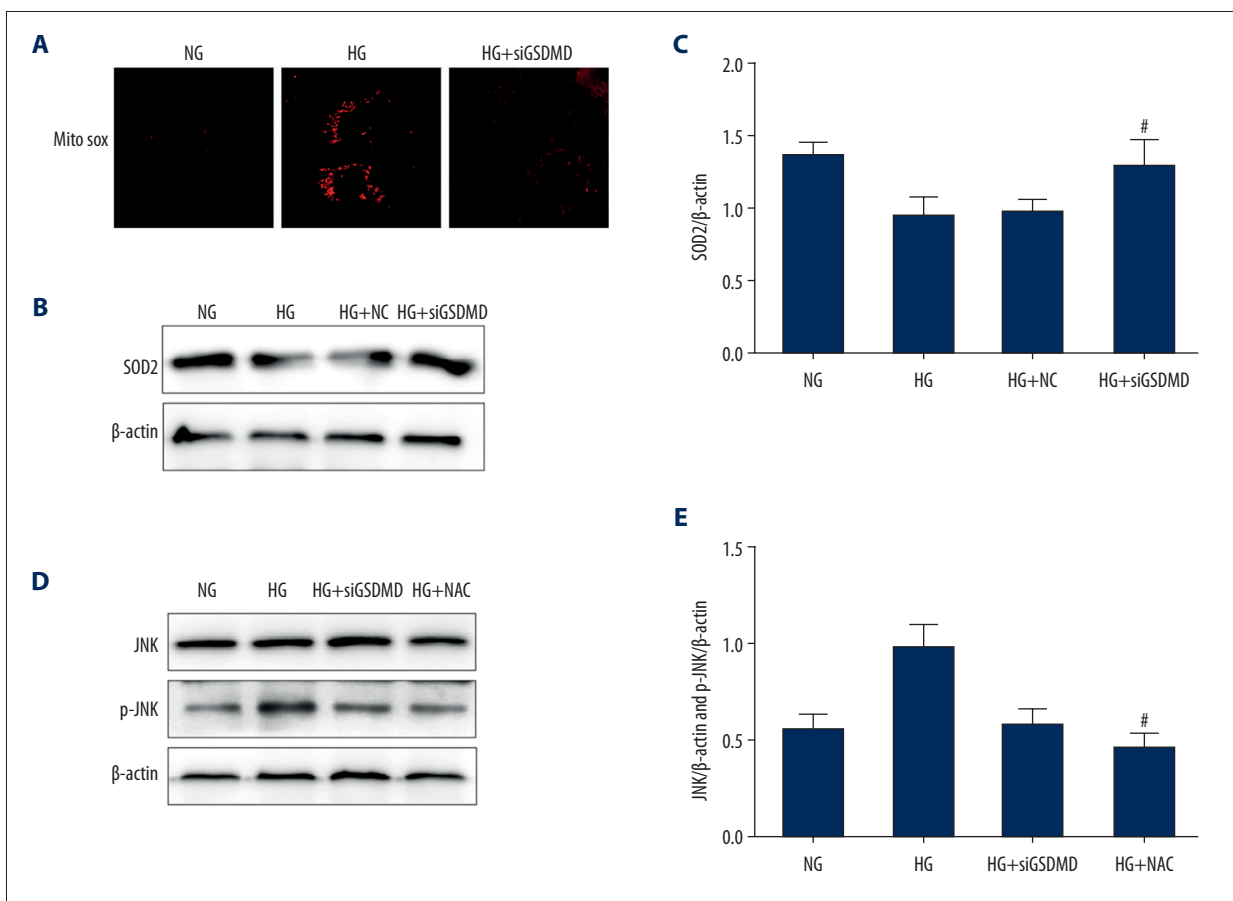 A
NG HG HG+siGSDMD
Mito sox
B
NG HG HG+NC HG+siGSDMD
SOD2
β-actin
C
2.0
1.5
1.0
0.5
0.0
SOD2/β-actin
#
NG HG HG+NC HG+siGSDMD
D
NG HG HG+siGSDMD HG+NAC
JNK
p-JNK
β-actin
E
1.5
1.0
0.5
0.0
JNK/β-actin and p-JNK/β-actin
#
NG HG HG+siGSDMD HG+NAC